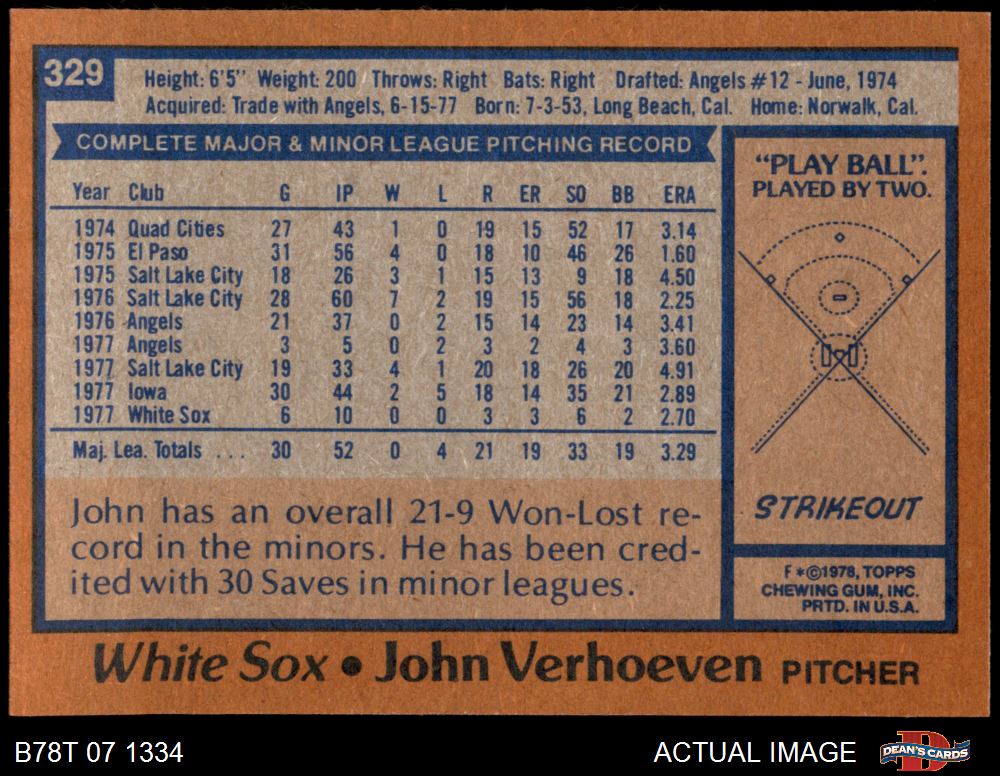 329
Height: 6'5" Weight: 200 Throws: Right Bats: Right Drafted: Angels #12 - June, 1974
Acquired: Trade with Angels, 6-15-77 Born: 7-3-53, Long Beach, Cal. Home: Norwalk, Cal.
COMPLETE MAJOR & MINOR LEAGUE PITCHING RECORD
Year Club G IP W L R ER SO BB ERA
1974 Quad Cities 27 43 1 0 19 15 52 17 3.14
1975 El Paso 31 56 4 0 18 10 46 26 1.60
1975 Salt Lake City 18 26 3 1 15 13 9 18 4.50
1976 Salt Lake City 28 60 7 2 19 15 56 18 2.25
1976 Angels 21 37 0 2 15 14 23 14 3.41
1977 Angels 3 5 0 2 3 2 4 3 3.60
1977 Salt Lake City 19 33 4 1 20 18 26 20 4.91
1977 Iowa 30 44 2 5 18 14 35 21 2.89
1977 White Sox 6 10 0 0 3 3 6 2 2.70
Maj. Lea. Totals ... 30 52 0 4 21 19 33 19 3.29
John has an overall 21-9 Won-Lost re-
cord in the minors. He has been cred-
ited with 30 Saves in minor leagues.
"PLAY BALL".
PLAYED BY TWO.
STRIKEOUT
F*©1978, TOPPS
CHEWING GUM, INC.
PRTD. IN U.S.A.
White Sox • John Verhoeven PITCHER
B78T 07 1334 ACTUAL IMAGE DEAN'S CARDS